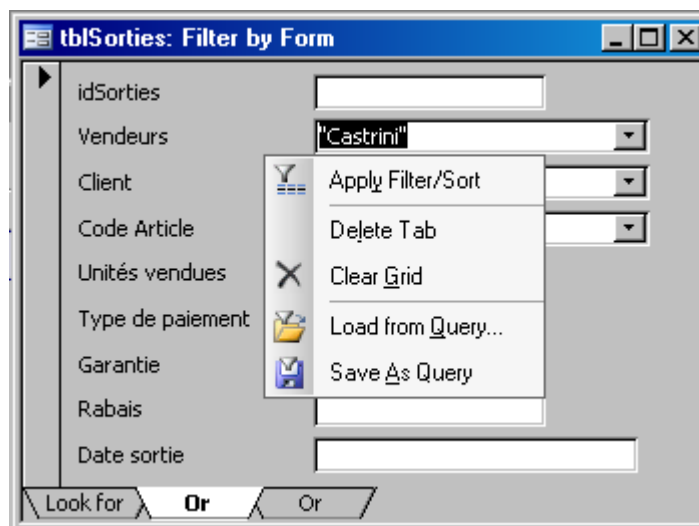 tblSorties: Filter by Form
idSorties
Vendeurs "Castrini"
Client
Apply Filter/Sort
Code Article
Delete Tab
Unités vendues
Clear Grid
Type de paiement
Load from Query...
Garantie
Save As Query
Rabais
Date sortie
Look for Or Or